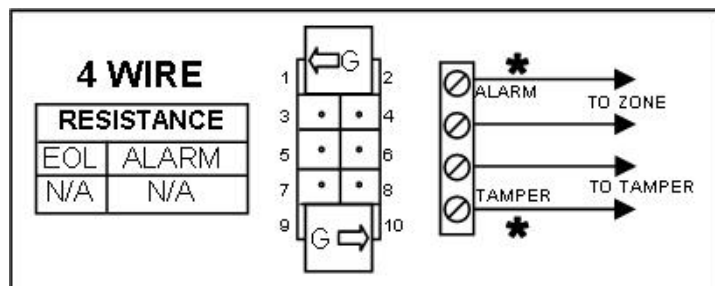 4 WIRE
RESISTANCE
EOL ALARM
N/A N/A
1 G 2
3 4
5 6
7 8
9 G 10
*
ALARM
TO ZONE
TO TAMPER
TAMPER
*